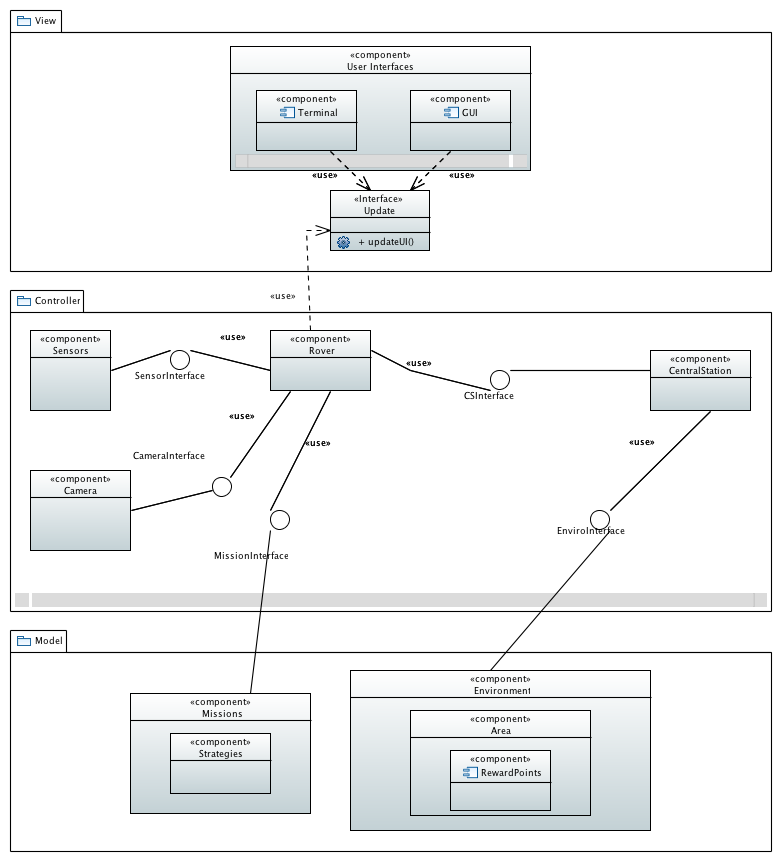 View
«component»
User Interfaces
«component»
Terminal
«component»
GUI
«use»
«use»
«Interface»
Update
+ updateUI()
«use»
Controller
«component»
Sensors
SensorInterface
«use»
«component»
Rover
«use»
CSInterface
«component»
CentralStation
«use»
«use»
«use»
CameraInterface
«component»
Camera
MissionInterface
EnviroInterface
Model
«component»
Missions
«component»
Strategies
«component»
Environment
«component»
Area
«component»
RewardPoints